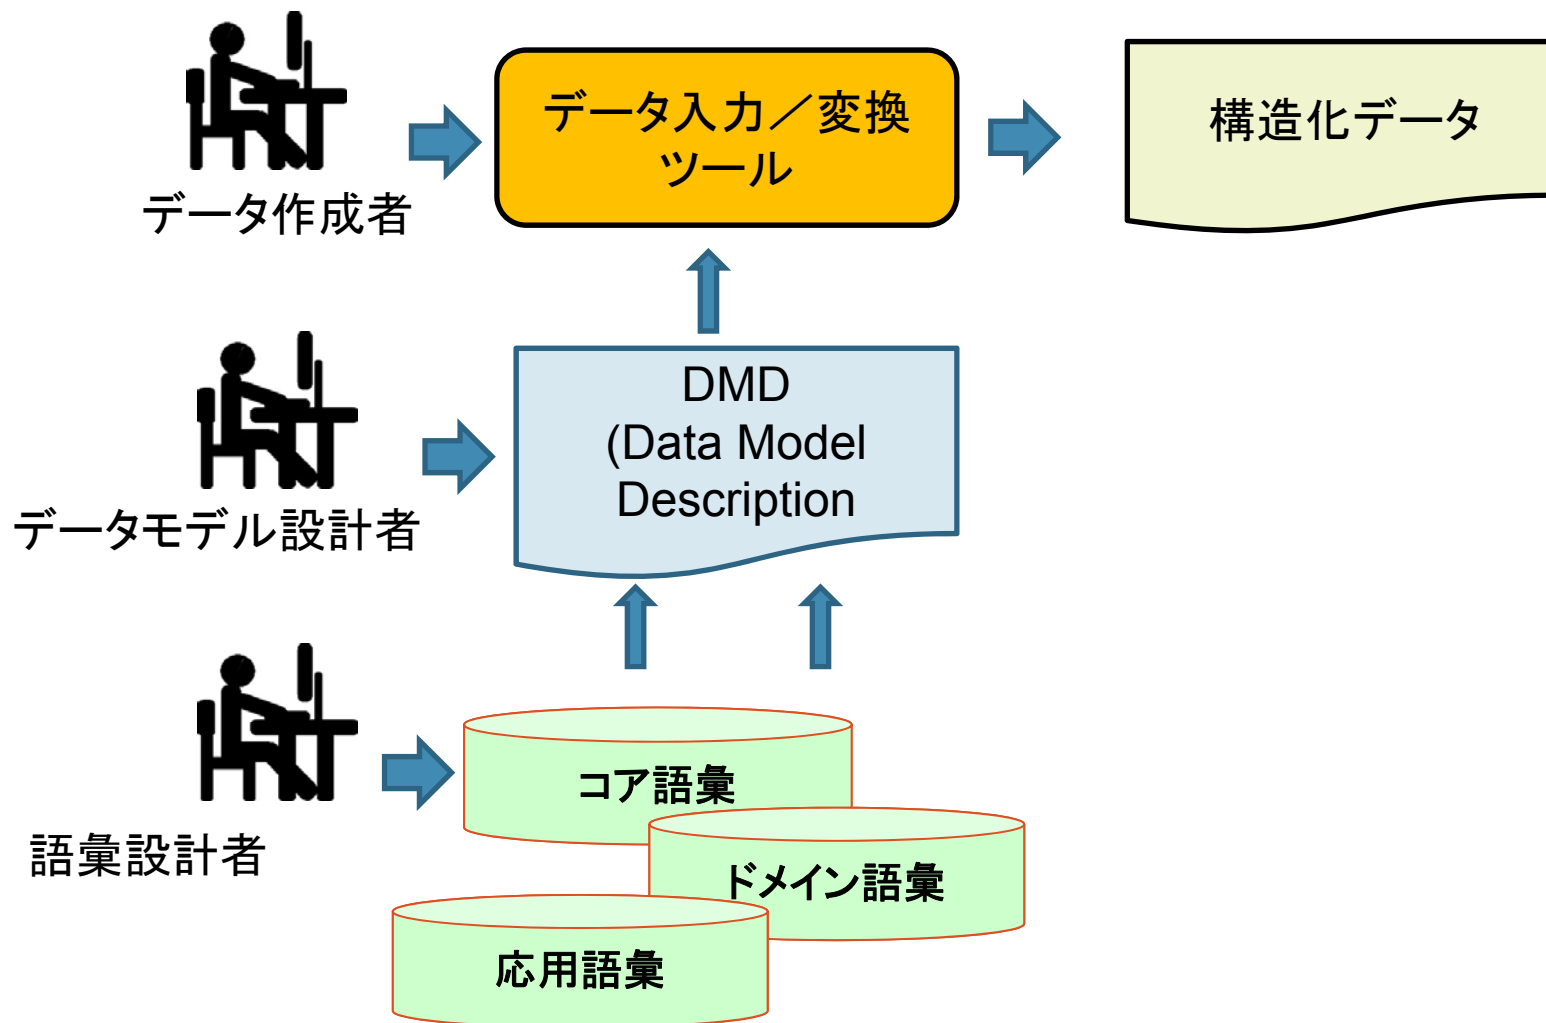 データ入力／変換
ツール
構造化データ
データ作成者
DMD
(Data Model
Description
データモデル設計者
コア語彙
語彙設計者
ドメイン語彙
応用語彙